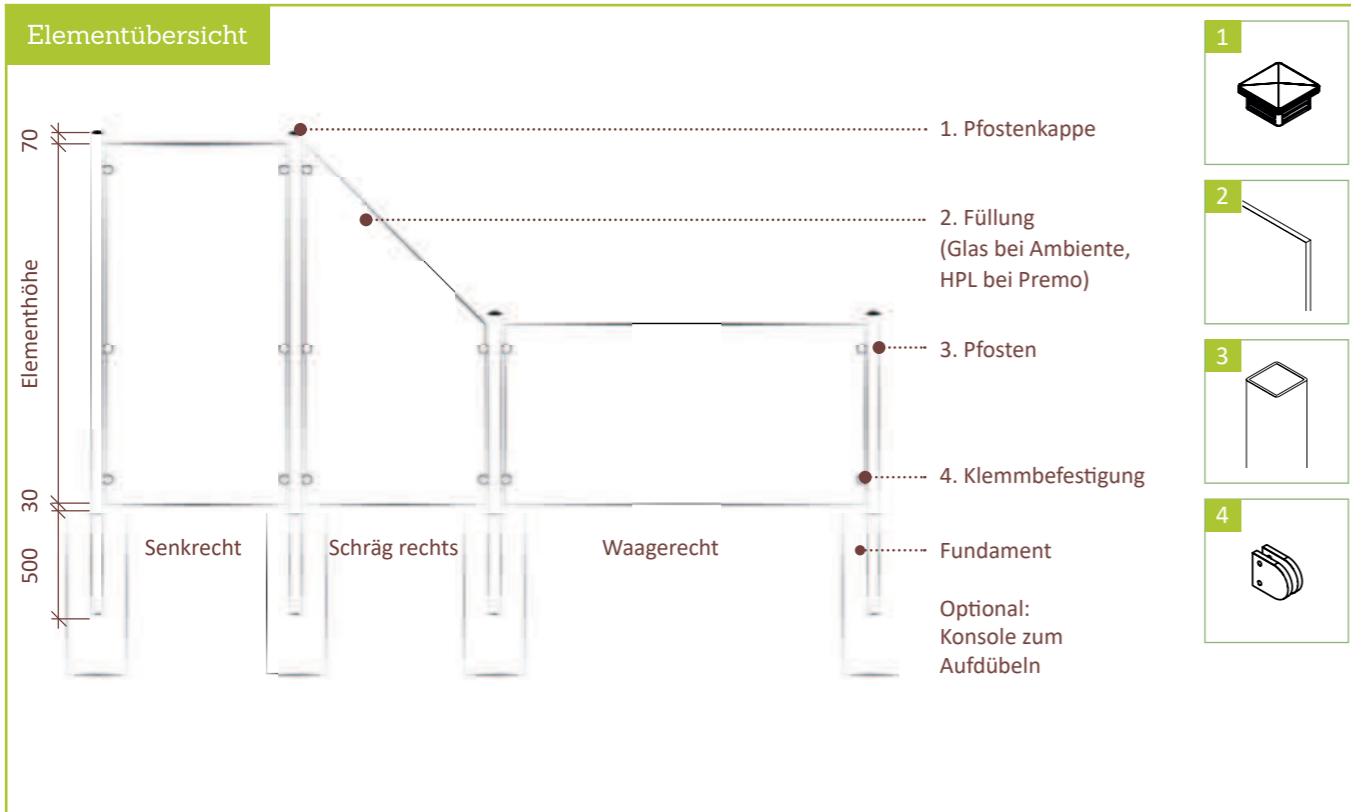 Elementübersicht
70
Elementhöhe
30
500
Senkrecht
Schräg rechts
Waagerecht
1. Pfostenkappe
2. Füllung
(Glas bei Ambiente,
HPL bei Premo)
3. Pfosten
4. Klemmbefestigung
Fundament
Optional:
Konsole zum
Aufdübeln
1
2
3
4